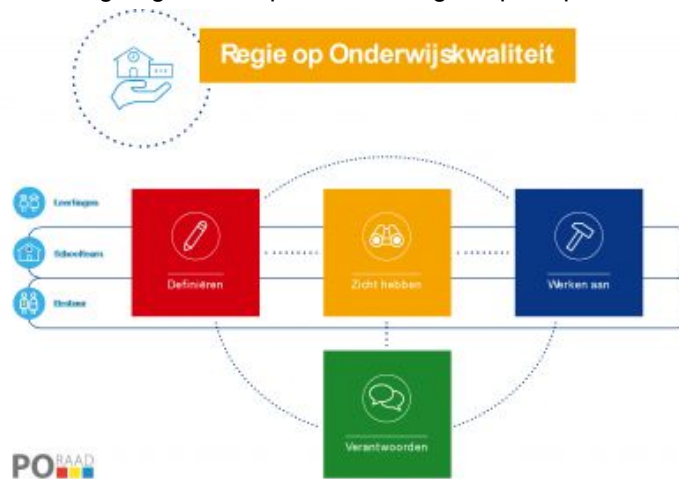 Regie op Onderwijskwaliteit
Leerlingen
Schoolteam
Bestuur
Definiëren
Zicht hebben
Werken aan
Verantwoorden
PO RAAD